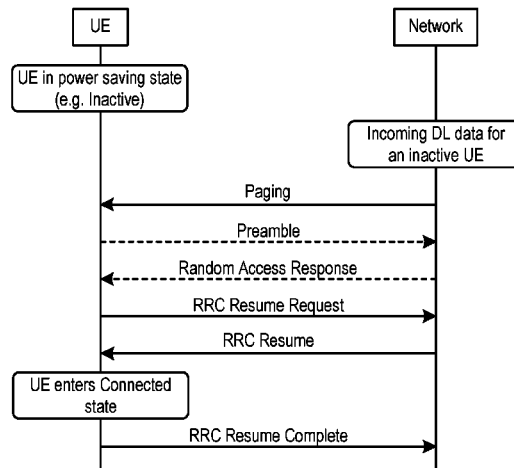 UE
Network
UE in power saving state
(e.g. Inactive)
Incoming DL data for
an inactive UE
Paging
Preamble
Random Access Response
RRC Resume Request
RRC Resume
UE enters Connected
state
RRC Resume Complete